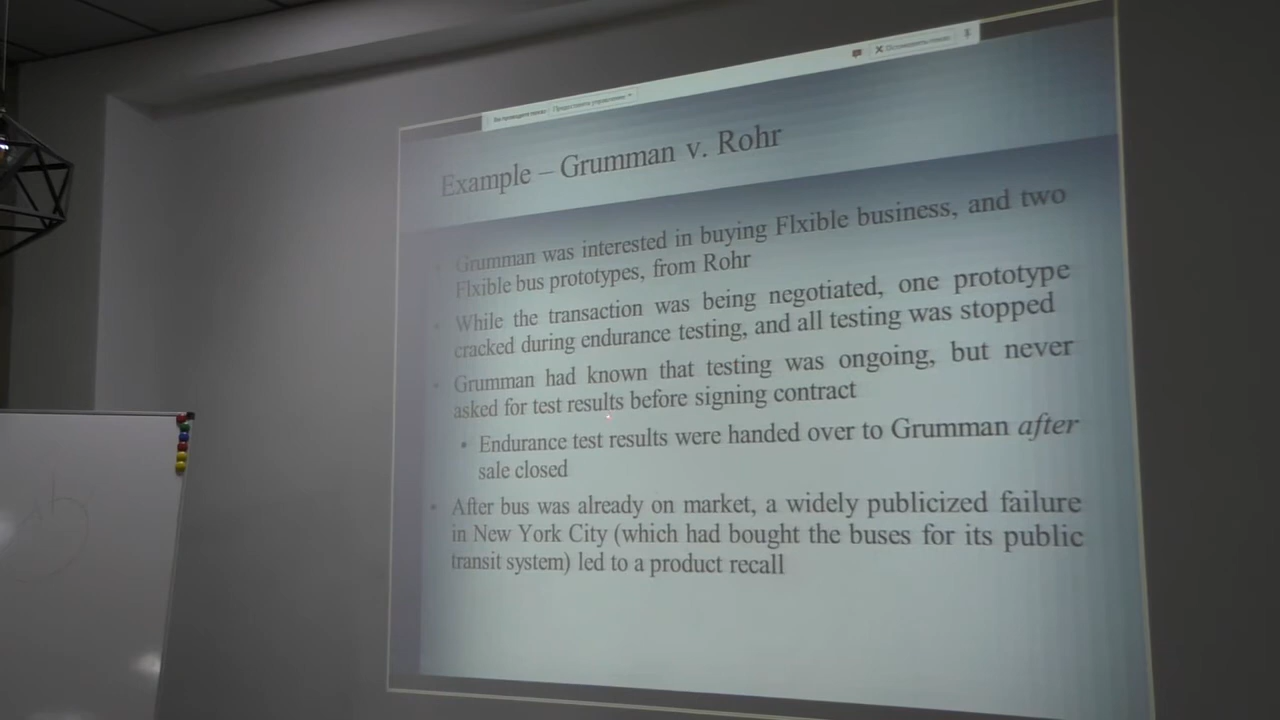 Предоставить управление
Остановить показ
Example – Grumman v. Rohr
Grumman was interested in buying Flxible business, and two
Flxible bus prototypes, from Rohr
While the transaction was being negotiated, one prototype
cracked during endurance testing, and all testing was stopped
Grumman had known that testing was ongoing, but never
asked for test results before signing contract
Endurance test results were handed over to Grumman after
sale closed
After bus was already on market, a widely publicized failure
in New York City (which had bought the buses for its public
transit system) led to a product recall